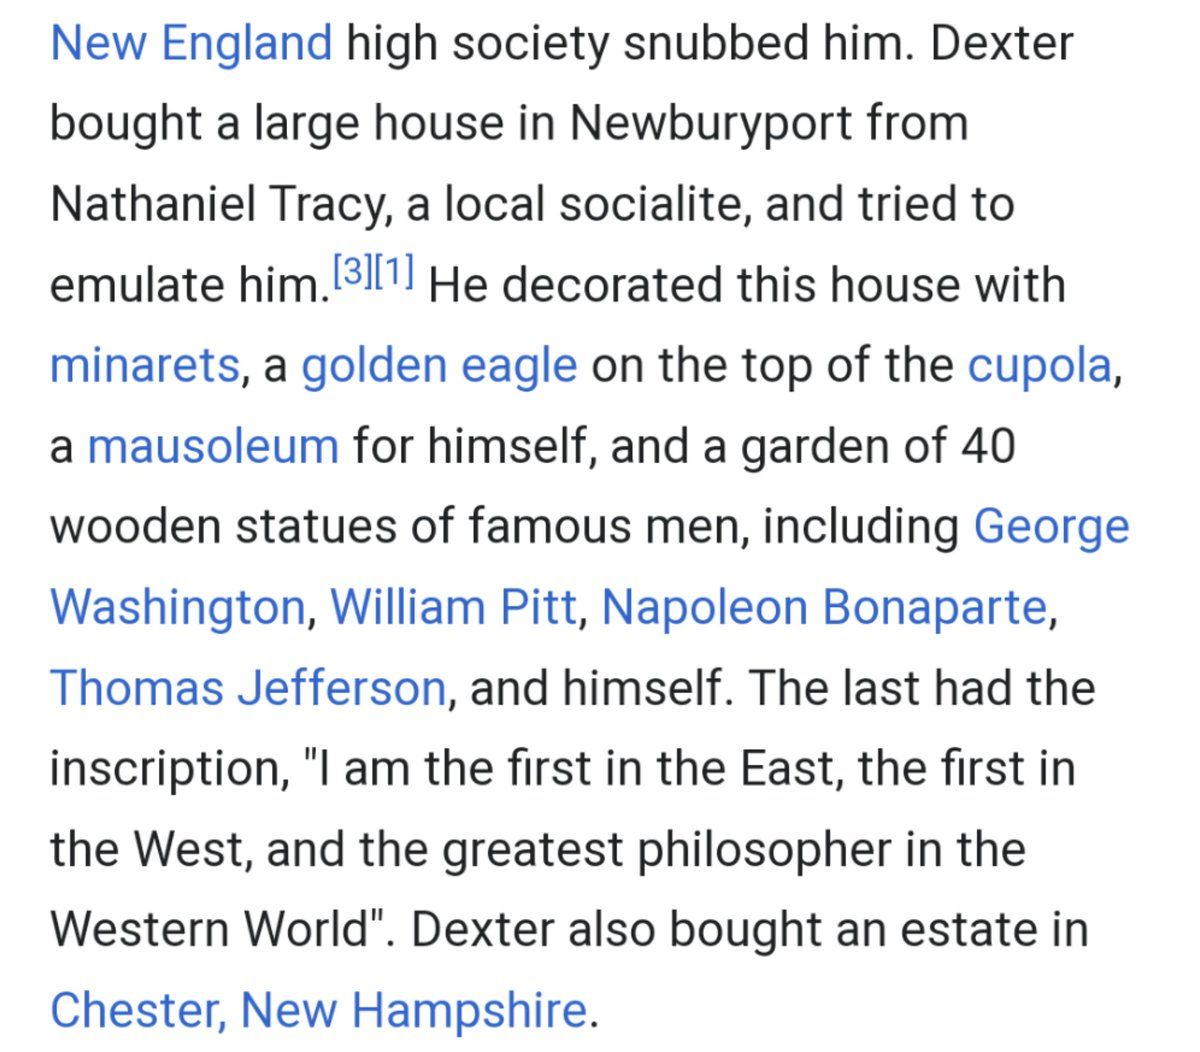 New England high society snubbed him. Dexter
bought a large house in Newburyport from
Nathaniel Tracy, a local socialite, and tried to
emulate him.[3][1] He decorated this house with
minarets, a golden eagle on the top of the cupola,
a mausoleum for himself, and a garden of 40
wooden statues of famous men, including George
Washington, William Pitt, Napoleon Bonaparte,
Thomas Jefferson, and himself. The last had the
inscription, "I am the first in the East, the first in
the West, and the greatest philosopher in the
Western World". Dexter also bought an estate in
Chester, New Hampshire.